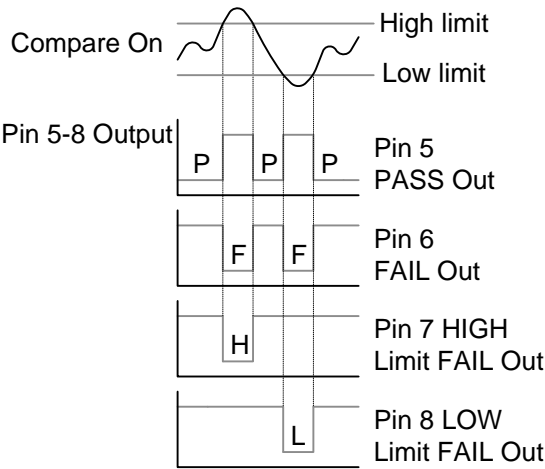 High limit
Compare On
Low limit
Pin 5-8 Output
P P P
Pin 5
PASS Out
F F
Pin 6
FAIL Out
H
Pin 7 HIGH
Limit FAIL Out
L
Pin 8 LOW
Limit FAIL Out